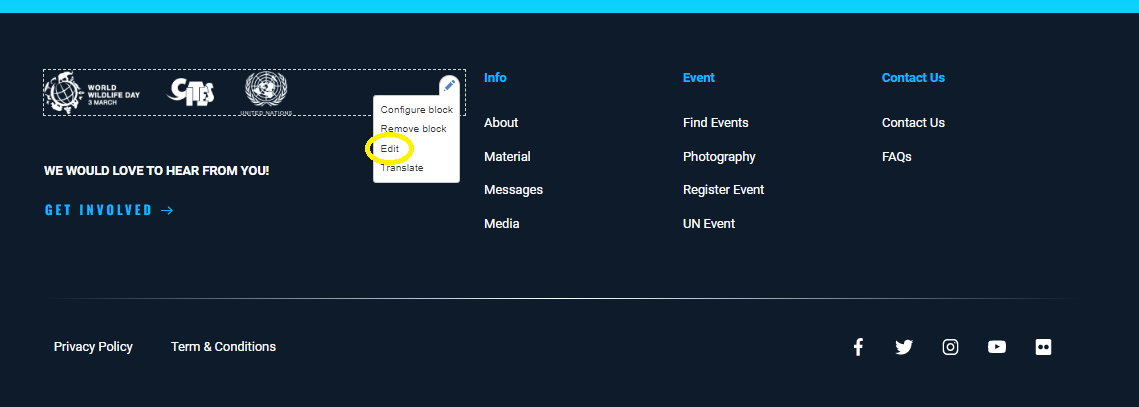 WORLD
WILDLIFE DAY
3 MARCH
CITES
UNITED NATIONS
Configure block
Remove block
Edit
Translate
WE WOULD LOVE TO HEAR FROM YOU!
GET INVOLVED →
Info
About
Material
Messages
Media
Event
Find Events
Photography
Register Event
UN Event
Contact Us
Contact Us
FAQs
Privacy Policy
Term & Conditions